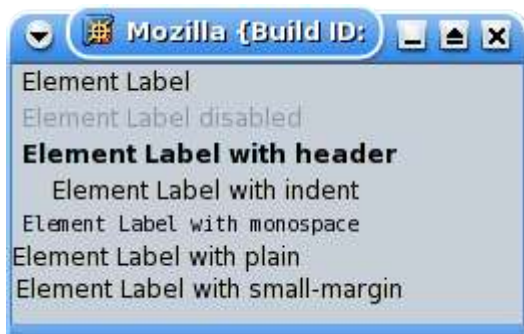 Mozilla {Build ID:
Element Label
Element Label disabled
Element Label with header
Element Label with indent
Element Label with monospace
Element Label with plain
Element Label with small-margin